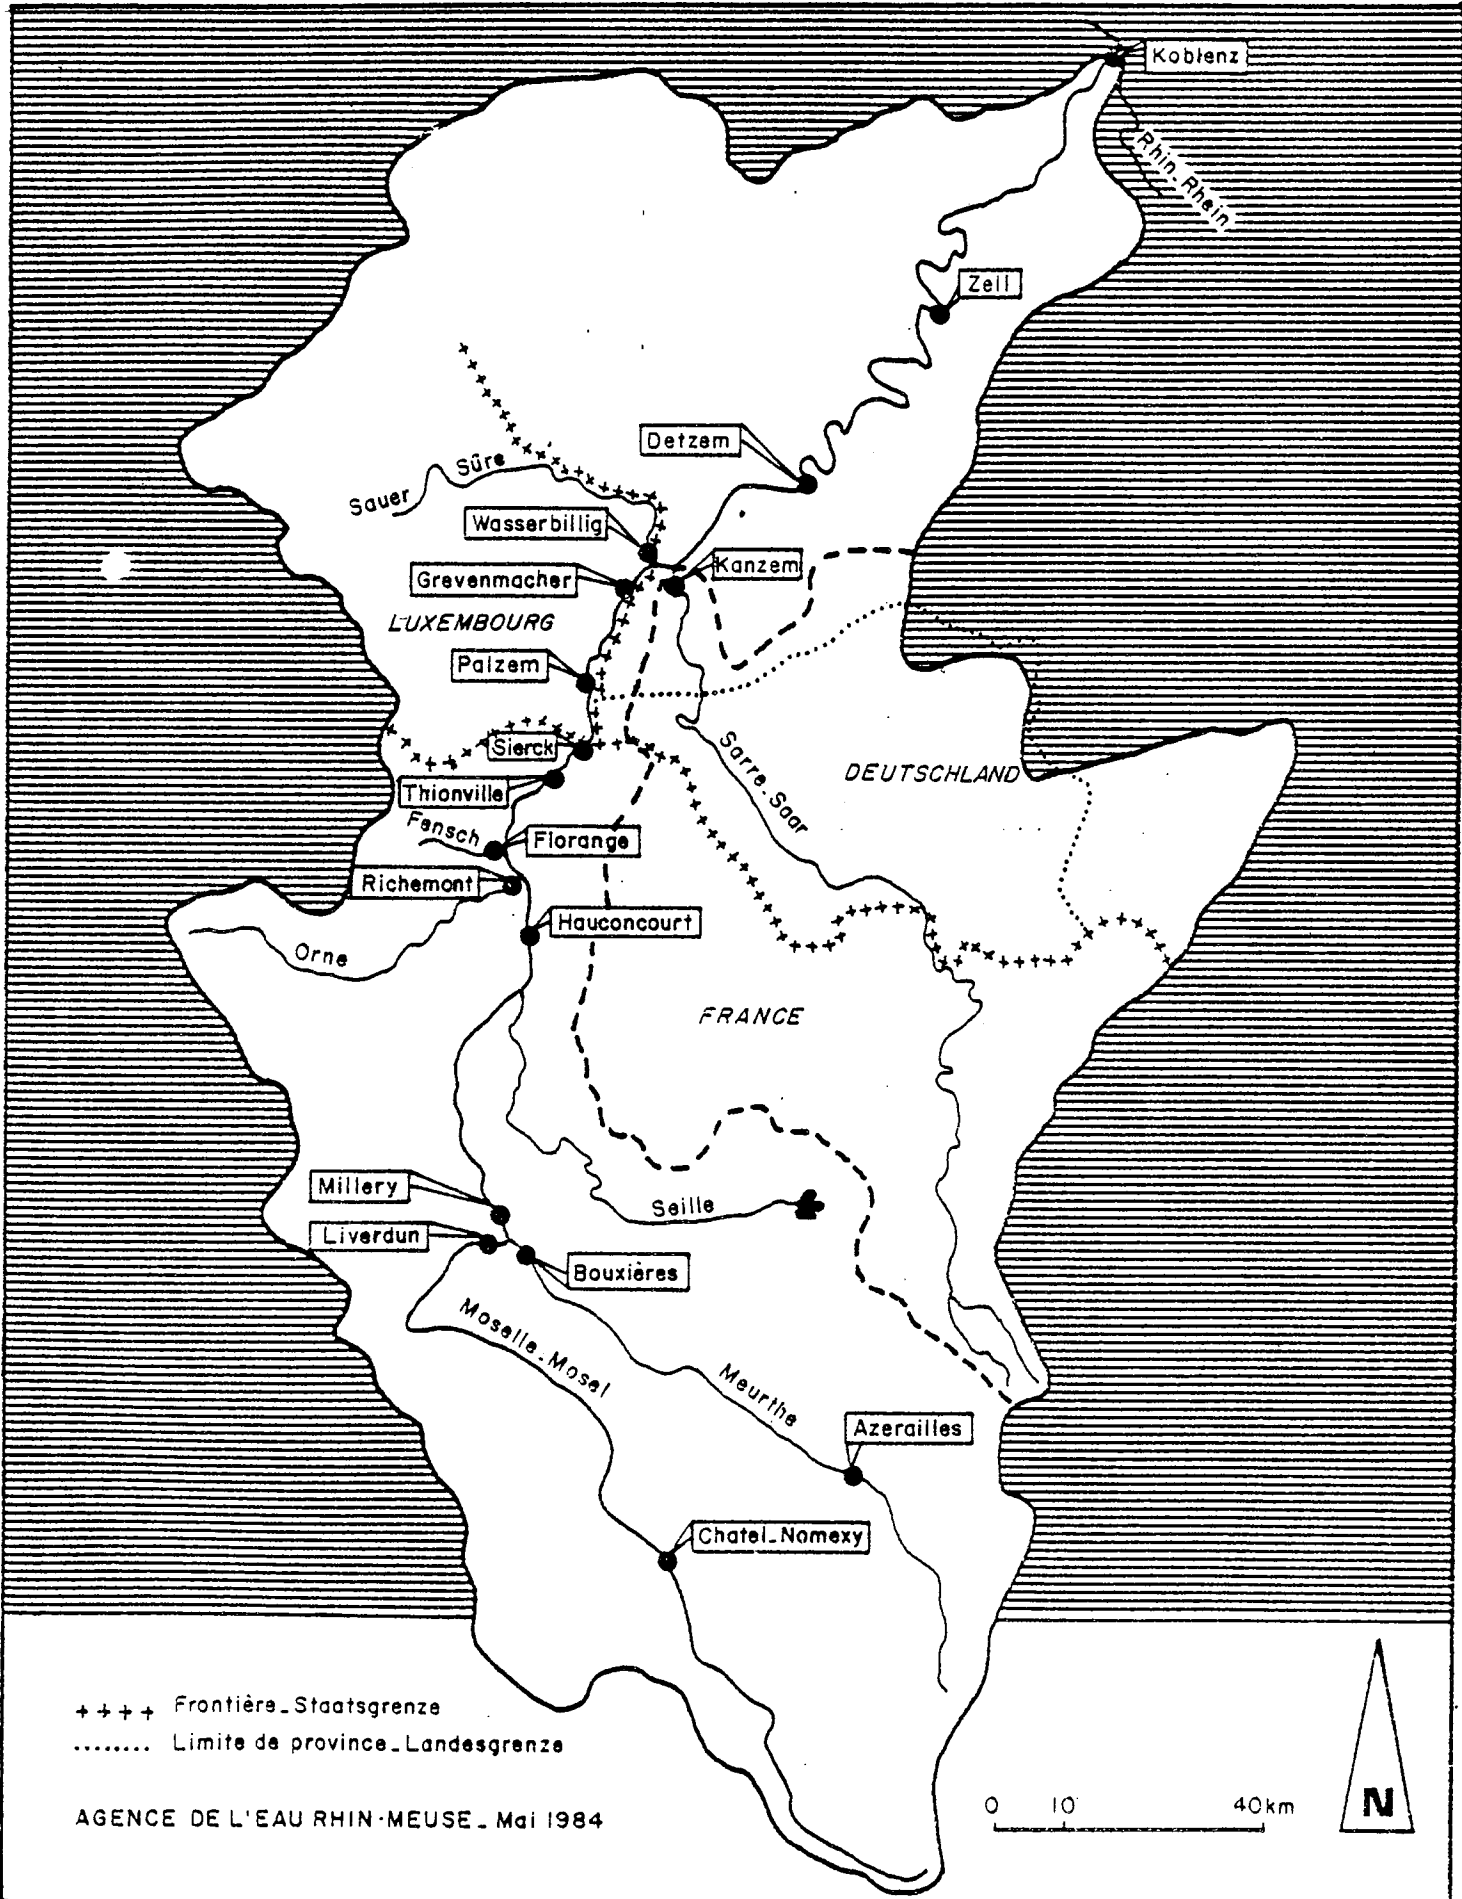 Koblenz
Rhin_Rhein
Zell
Detzem
Sûre
Sauer
Wasserbillig
Kanzem
Grevenmacher
LUXEMBOURG
Palzem
Sierck
Sarre_Saar
DEUTSCHLAND
Thionville
Fensch
Florange
Richemont
Hauconcourt
Orne
FRANCE
Millery
Seille
Liverdun
Bouxières
Moselle_Mosel
Meurthe
Azerailles
Chatel_Nomexy
++++ Frontière_Staatsgrenze
........ Limite de province_Landesgrenze
AGENCE DE L'EAU RHIN-MEUSE_ Mai 1984
0 10 40km
N